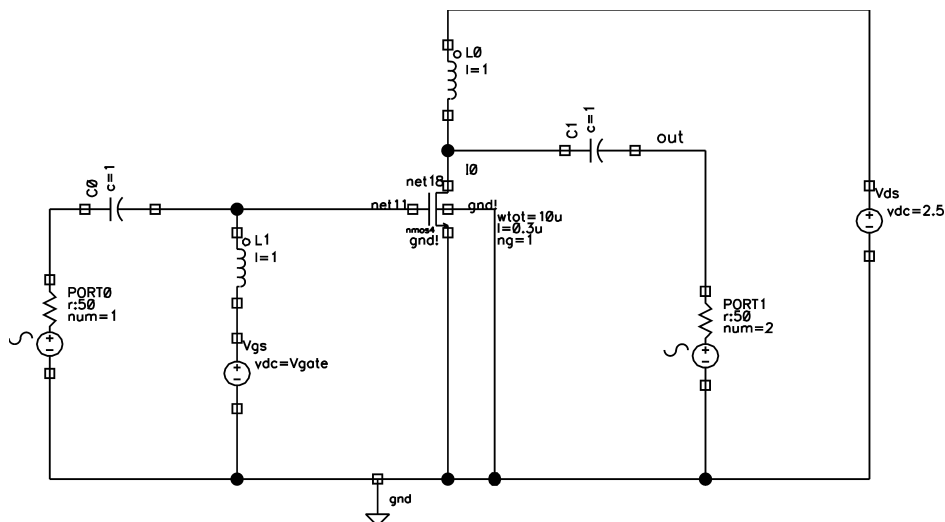 L0
l=1
C1
c=1
out
I0
net18
C0
c=1
net11
gnd!
nmos4
gnd!
wtot=10u
l=0.3u
ng=1
Vds
vdc=2.5
L1
l=1
PORT0
r:50
num=1
PORT1
r:50
num=2
Vgs
vdc=Vgate
gnd